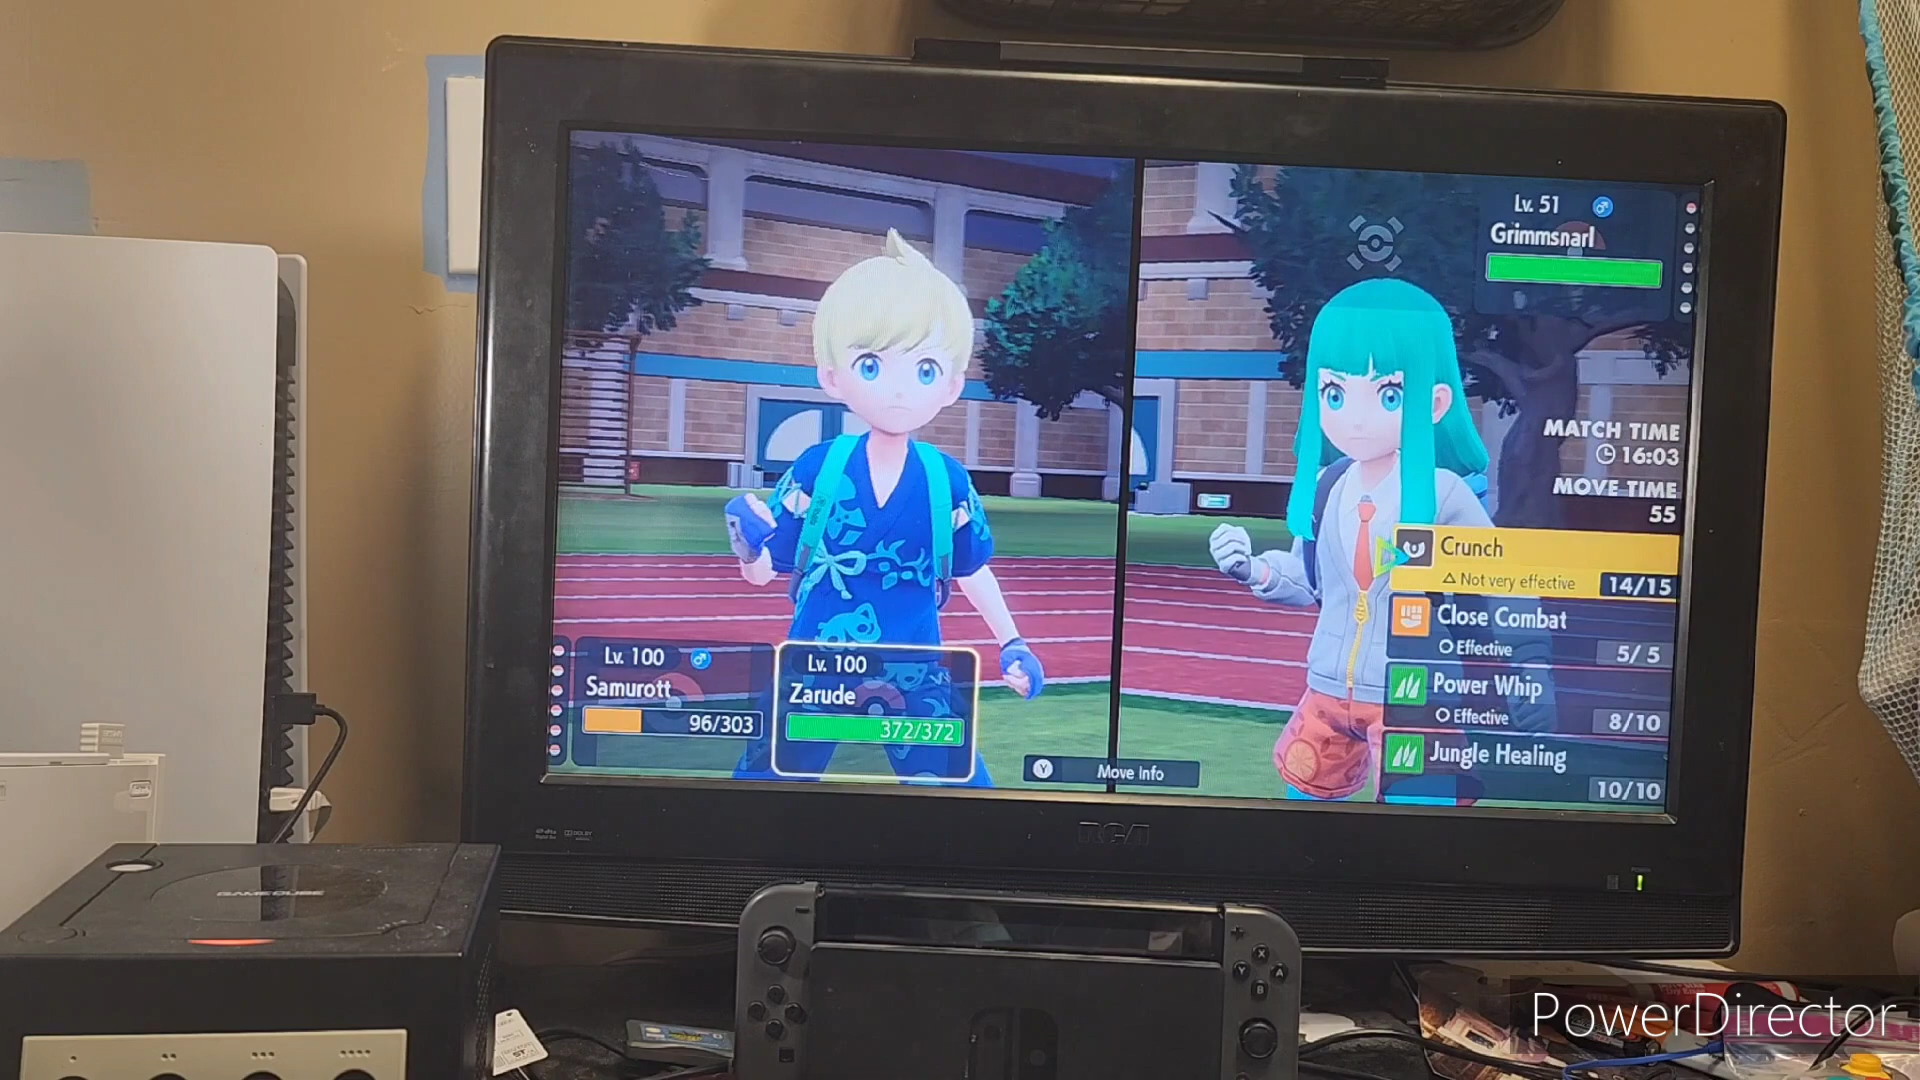 Lv. 51
Grimmsnarl
MATCH TIME
16:03
MOVE TIME
55
Crunch
Not very effective
14/15
Close Combat
Effective
5/ 5
Power Whip
Effective
8/10
Jungle Healing
10/10
Lv. 100
Samurott
96/303
Lv. 100
Zarude
372/372
Y Move Info
RCA
GAMECUBE
X
Y
A
B
PowerDirector